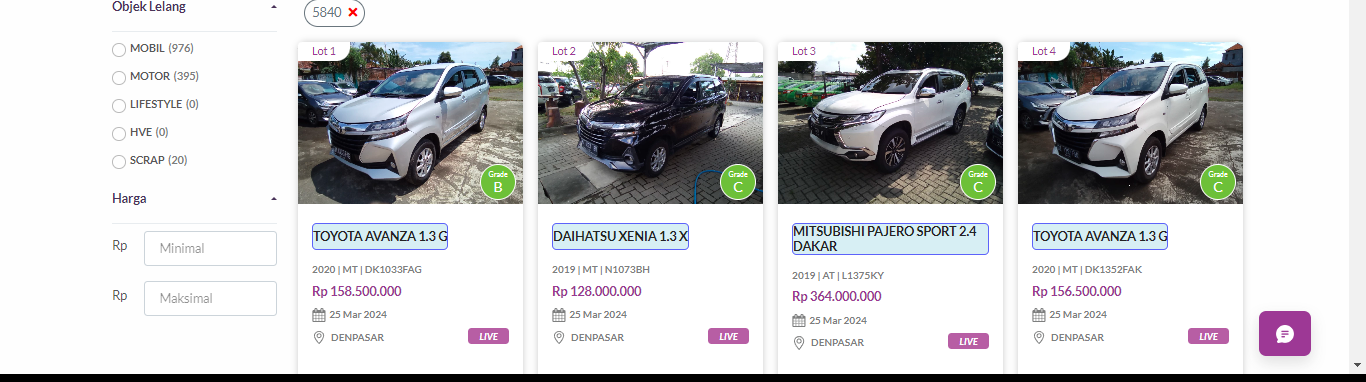 Objek Lelang
MOBIL (976)
MOTOR (395)
LIFESTYLE (0)
HVE (0)
SCRAP (20)
Harga
Rp Minimal
Rp Maksimal
5840
Lot 1
Grade
B
TOYOTA AVANZA 1.3 G
2020 | MT | DK1033FAG
Rp 158.500.000
25 Mar 2024
DENPASAR LIVE
Lot 2
Grade
C
DAIHATSU XENIA 1.3 X
2019 | MT | N1073BH
Rp 128.000.000
25 Mar 2024
DENPASAR LIVE
Lot 3
Grade
C
MITSUBISHI PAJERO SPORT 2.4
DAKAR
2019 | AT | L1375KY
Rp 364.000.000
25 Mar 2024
DENPASAR LIVE
Lot 4
Grade
C
TOYOTA AVANZA 1.3 G
2020 | MT | DK1352FAK
Rp 156.500.000
25 Mar 2024
DENPASAR LIVE